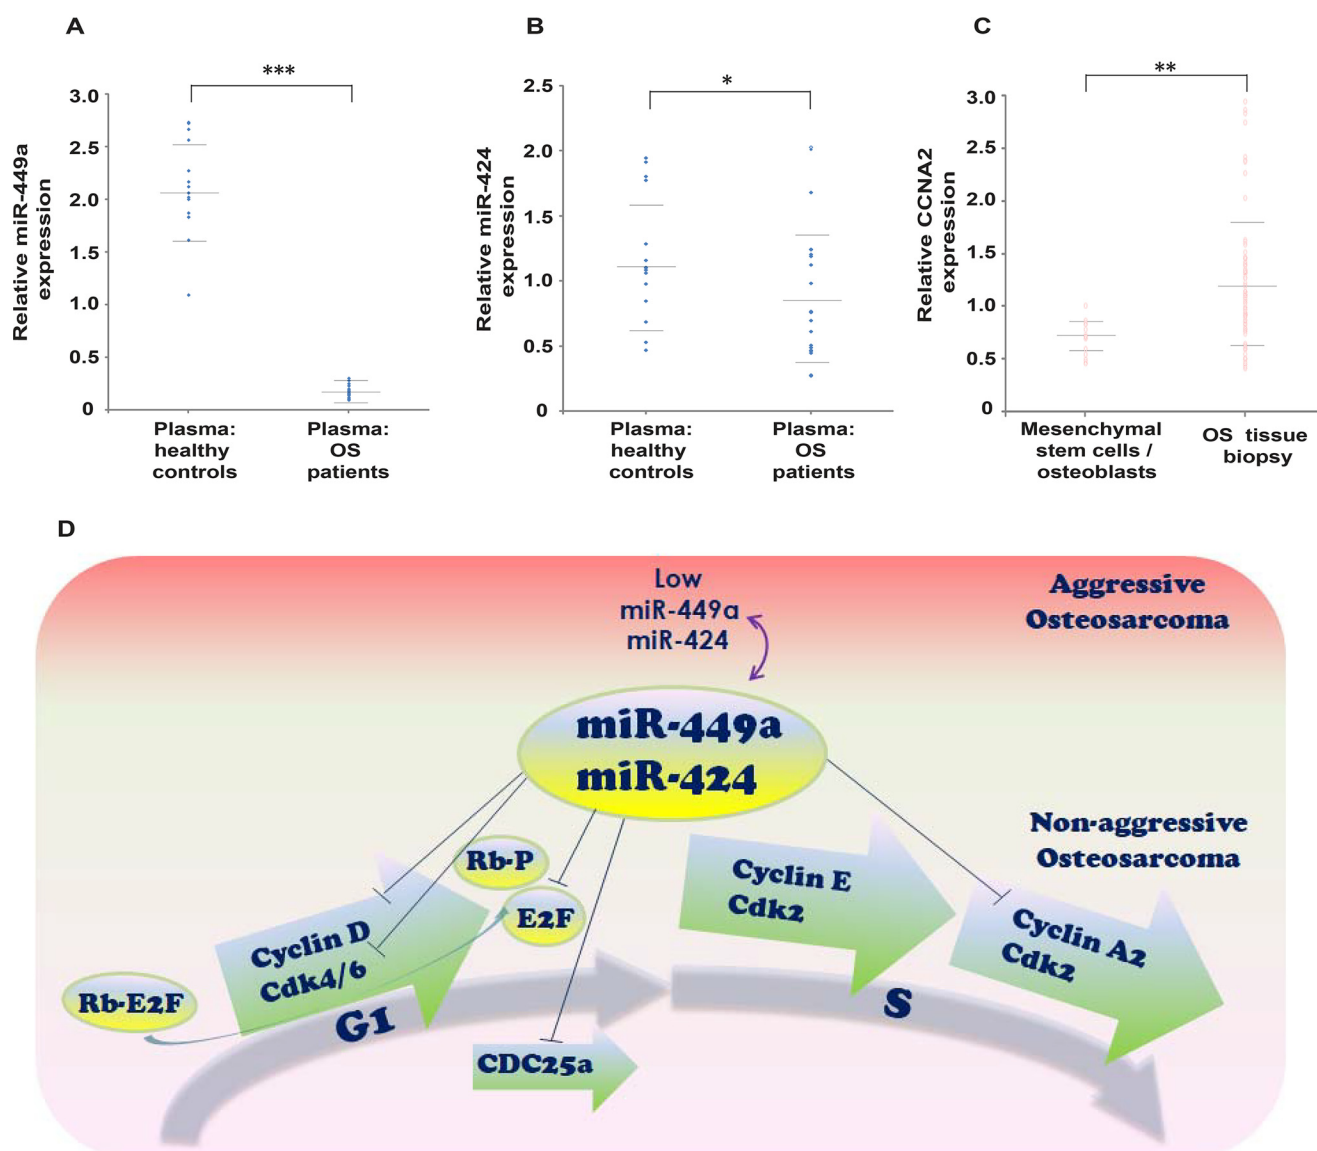 A
***
3.0
2.5
2.0
1.5
1.0
0.5
0
Relative miR-449a
expression
Plasma:
healthy
controls
Plasma:
OS
patients
B
*
2.5
2.0
1.5
1.0
0.5
0
Relative miR-424
expression
Plasma:
healthy
controls
Plasma:
OS
patients
C
**
3.0
2.5
2.0
1.5
1.0
0.5
0
Relative CCNA2
expression
Mesenchymal
stem cells /
osteoblasts
OS tissue
biopsy
D
Low
miR-449a
miR-424
Aggressive
Osteosarcoma
miR-449a
miR-424
Non-aggressive
Osteosarcoma
Rb-P
E2F
Cyclin D
Cdk4/6
Rb-E2F
G1
CDC25a
Cyclin E
Cdk2
S
Cyclin A2
Cdk2